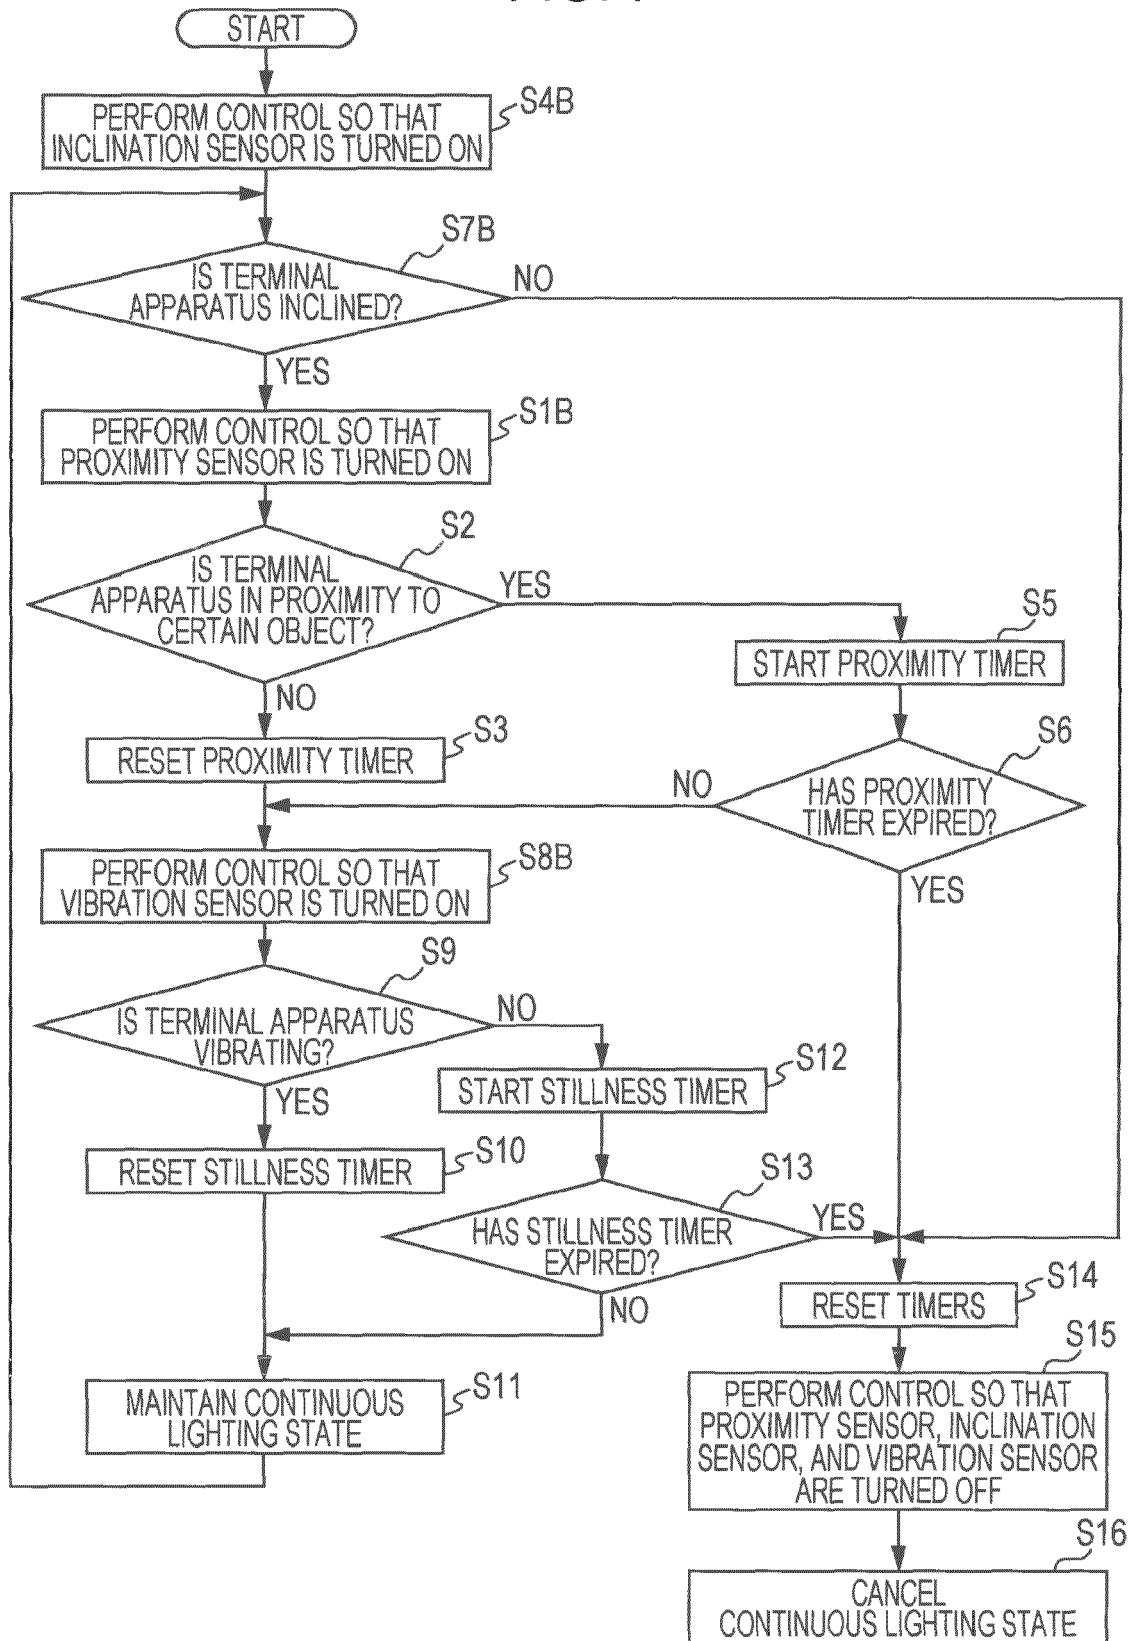 START
S4B
PERFORM CONTROL SO THAT
INCLINATION SENSOR IS TURNED ON
S7B
IS TERMINAL
APPARATUS INCLINED?
NO
YES
S1B
PERFORM CONTROL SO THAT
PROXIMITY SENSOR IS TURNED ON
S2
IS TERMINAL
APPARATUS IN PROXIMITY TO
CERTAIN OBJECT?
YES
NO
S5
START PROXIMITY TIMER
S3
RESET PROXIMITY TIMER
S6
HAS PROXIMITY
TIMER EXPIRED?
NO
YES
S8B
PERFORM CONTROL SO THAT
VIBRATION SENSOR IS TURNED ON
S9
IS TERMINAL APPARATUS
VIBRATING?
NO
YES
S12
START STILLNESS TIMER
S10
RESET STILLNESS TIMER
S13
HAS STILLNESS TIMER
EXPIRED?
YES
NO
S14
RESET TIMERS
S11
MAINTAIN CONTINUOUS
LIGHTING STATE
S15
PERFORM CONTROL SO THAT
PROXIMITY SENSOR, INCLINATION
SENSOR, AND VIBRATION SENSOR
ARE TURNED OFF
S16
CANCEL
CONTINUOUS LIGHTING STATE